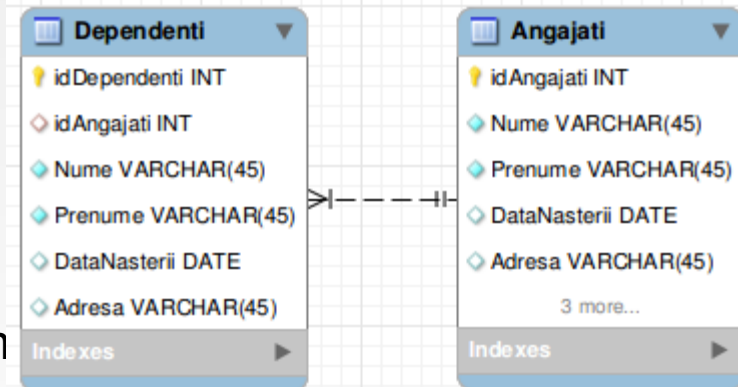 Dependenti
idDependenti INT
idAngajati INT
Nume VARCHAR(45)
Prenume VARCHAR(45)
DataNasterii DATE
Adresa VARCHAR(45)
Indexes
Angajati
idAngajati INT
Nume VARCHAR(45)
Prenume VARCHAR(45)
DataNasterii DATE
Adresa VARCHAR(45)
3 more...
Indexes